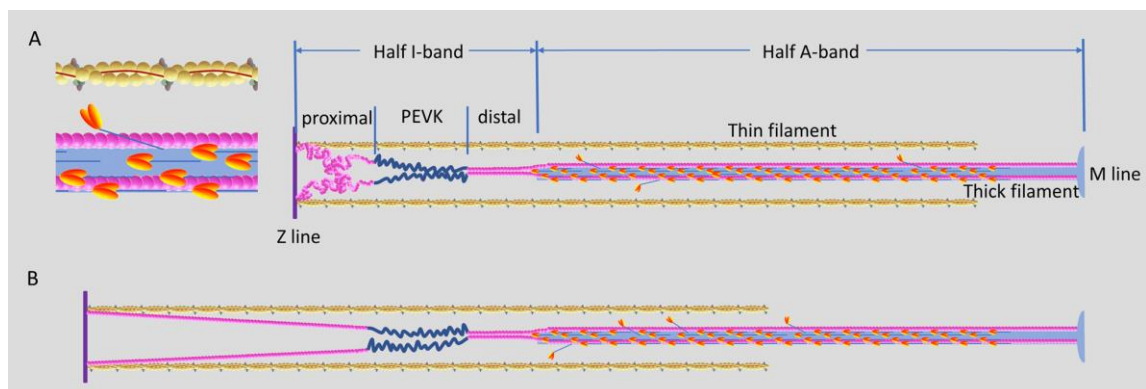 A
Half I-band
Half A-band
proximal
PEVK
distal
Thin filament
M line
Thick filament
Z line
B